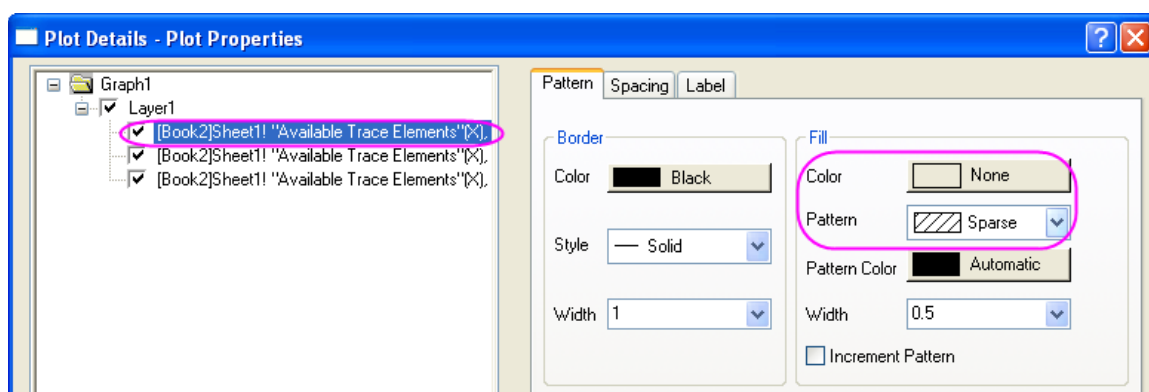 Plot Details - Plot Properties
Graph1
Layer1
[Book2]Sheet1! "Available Trace Elements"(X),
[Book2]Sheet1! "Available Trace Elements"(X),
[Book2]Sheet1! "Available Trace Elements"(X),
Pattern Spacing Label
Border
Color Black
Style Solid
Width 1
Fill
Color None
Pattern Sparse
Pattern Color Automatic
Width 0.5
Increment Pattern